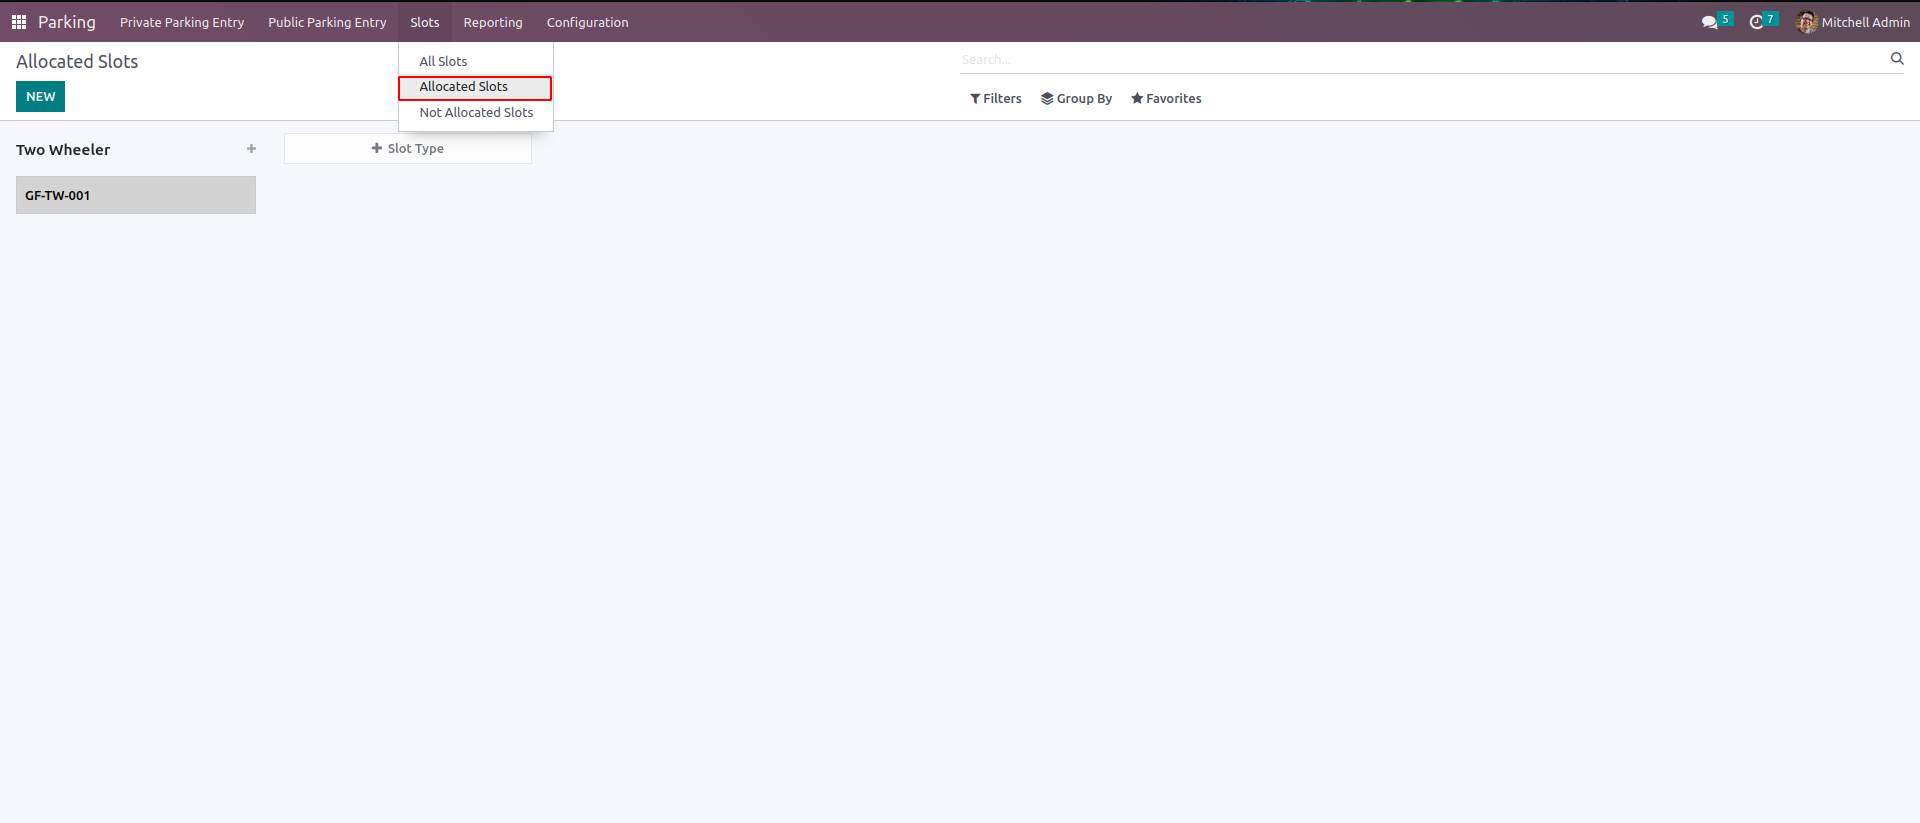 Parking Private Parking Entry Public Parking Entry Slots Reporting Configuration 5 7 Mitchell Admin
Allocated Slots
Search...
NEW
All Slots
Allocated Slots
Not Allocated Slots
Filters Group By Favorites
Two Wheeler + + Slot Type
GF-TW-001